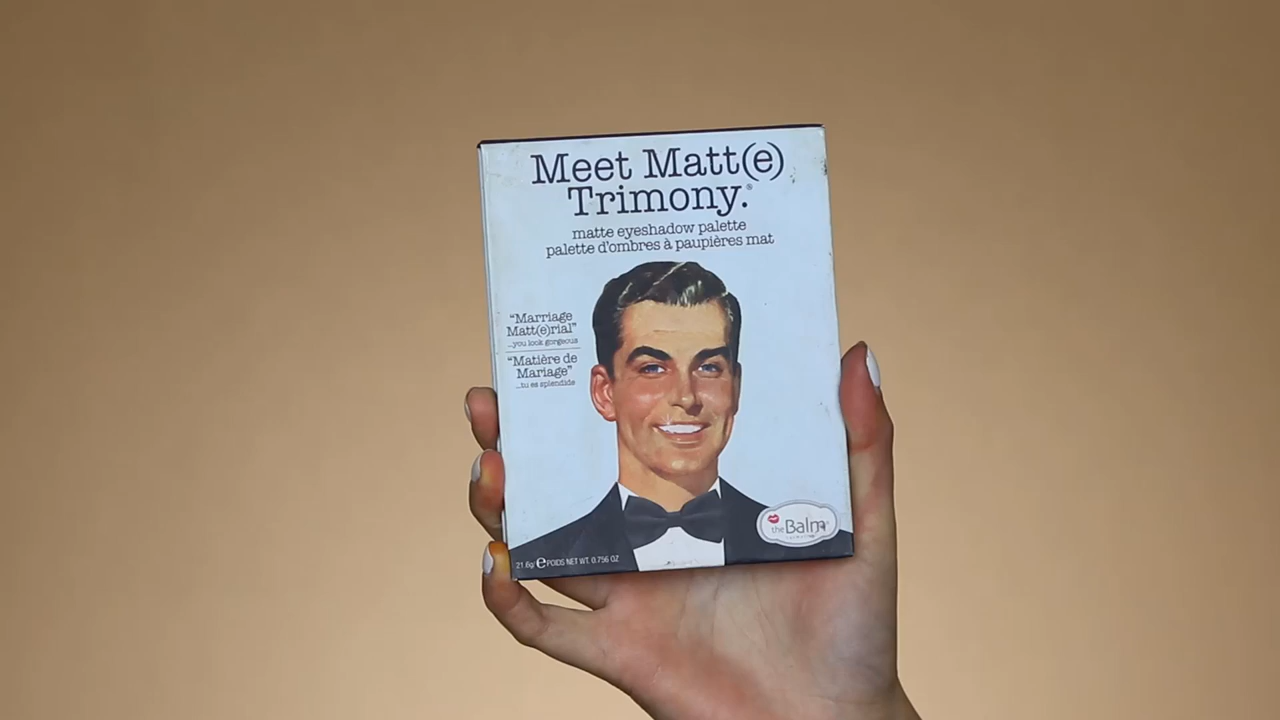 Meet Matt(e)
Trimony.®
matte eyeshadow palette
palette d'ombres à paupières mat
“Marriage
Matt(e)rial”
...you look gorgeous
“Matière de
Mariage”
...tu es splendide
theBalm®
21.6g/℮POIDS NET WT. 0.756 OZ